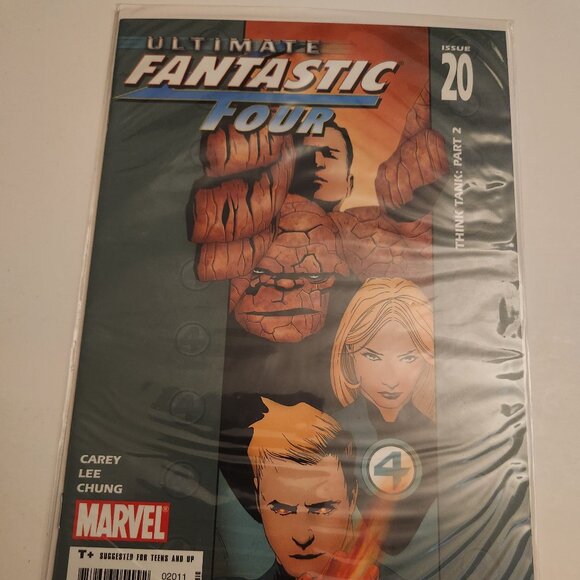 ULTIMATE
FANTASTIC
FOUR
ISSUE
20
THINK TANK: PART 2
4
CAREY
LEE
CHUNG
MARVEL
T+ SUGGESTED FOR TEENS AND UP
02011